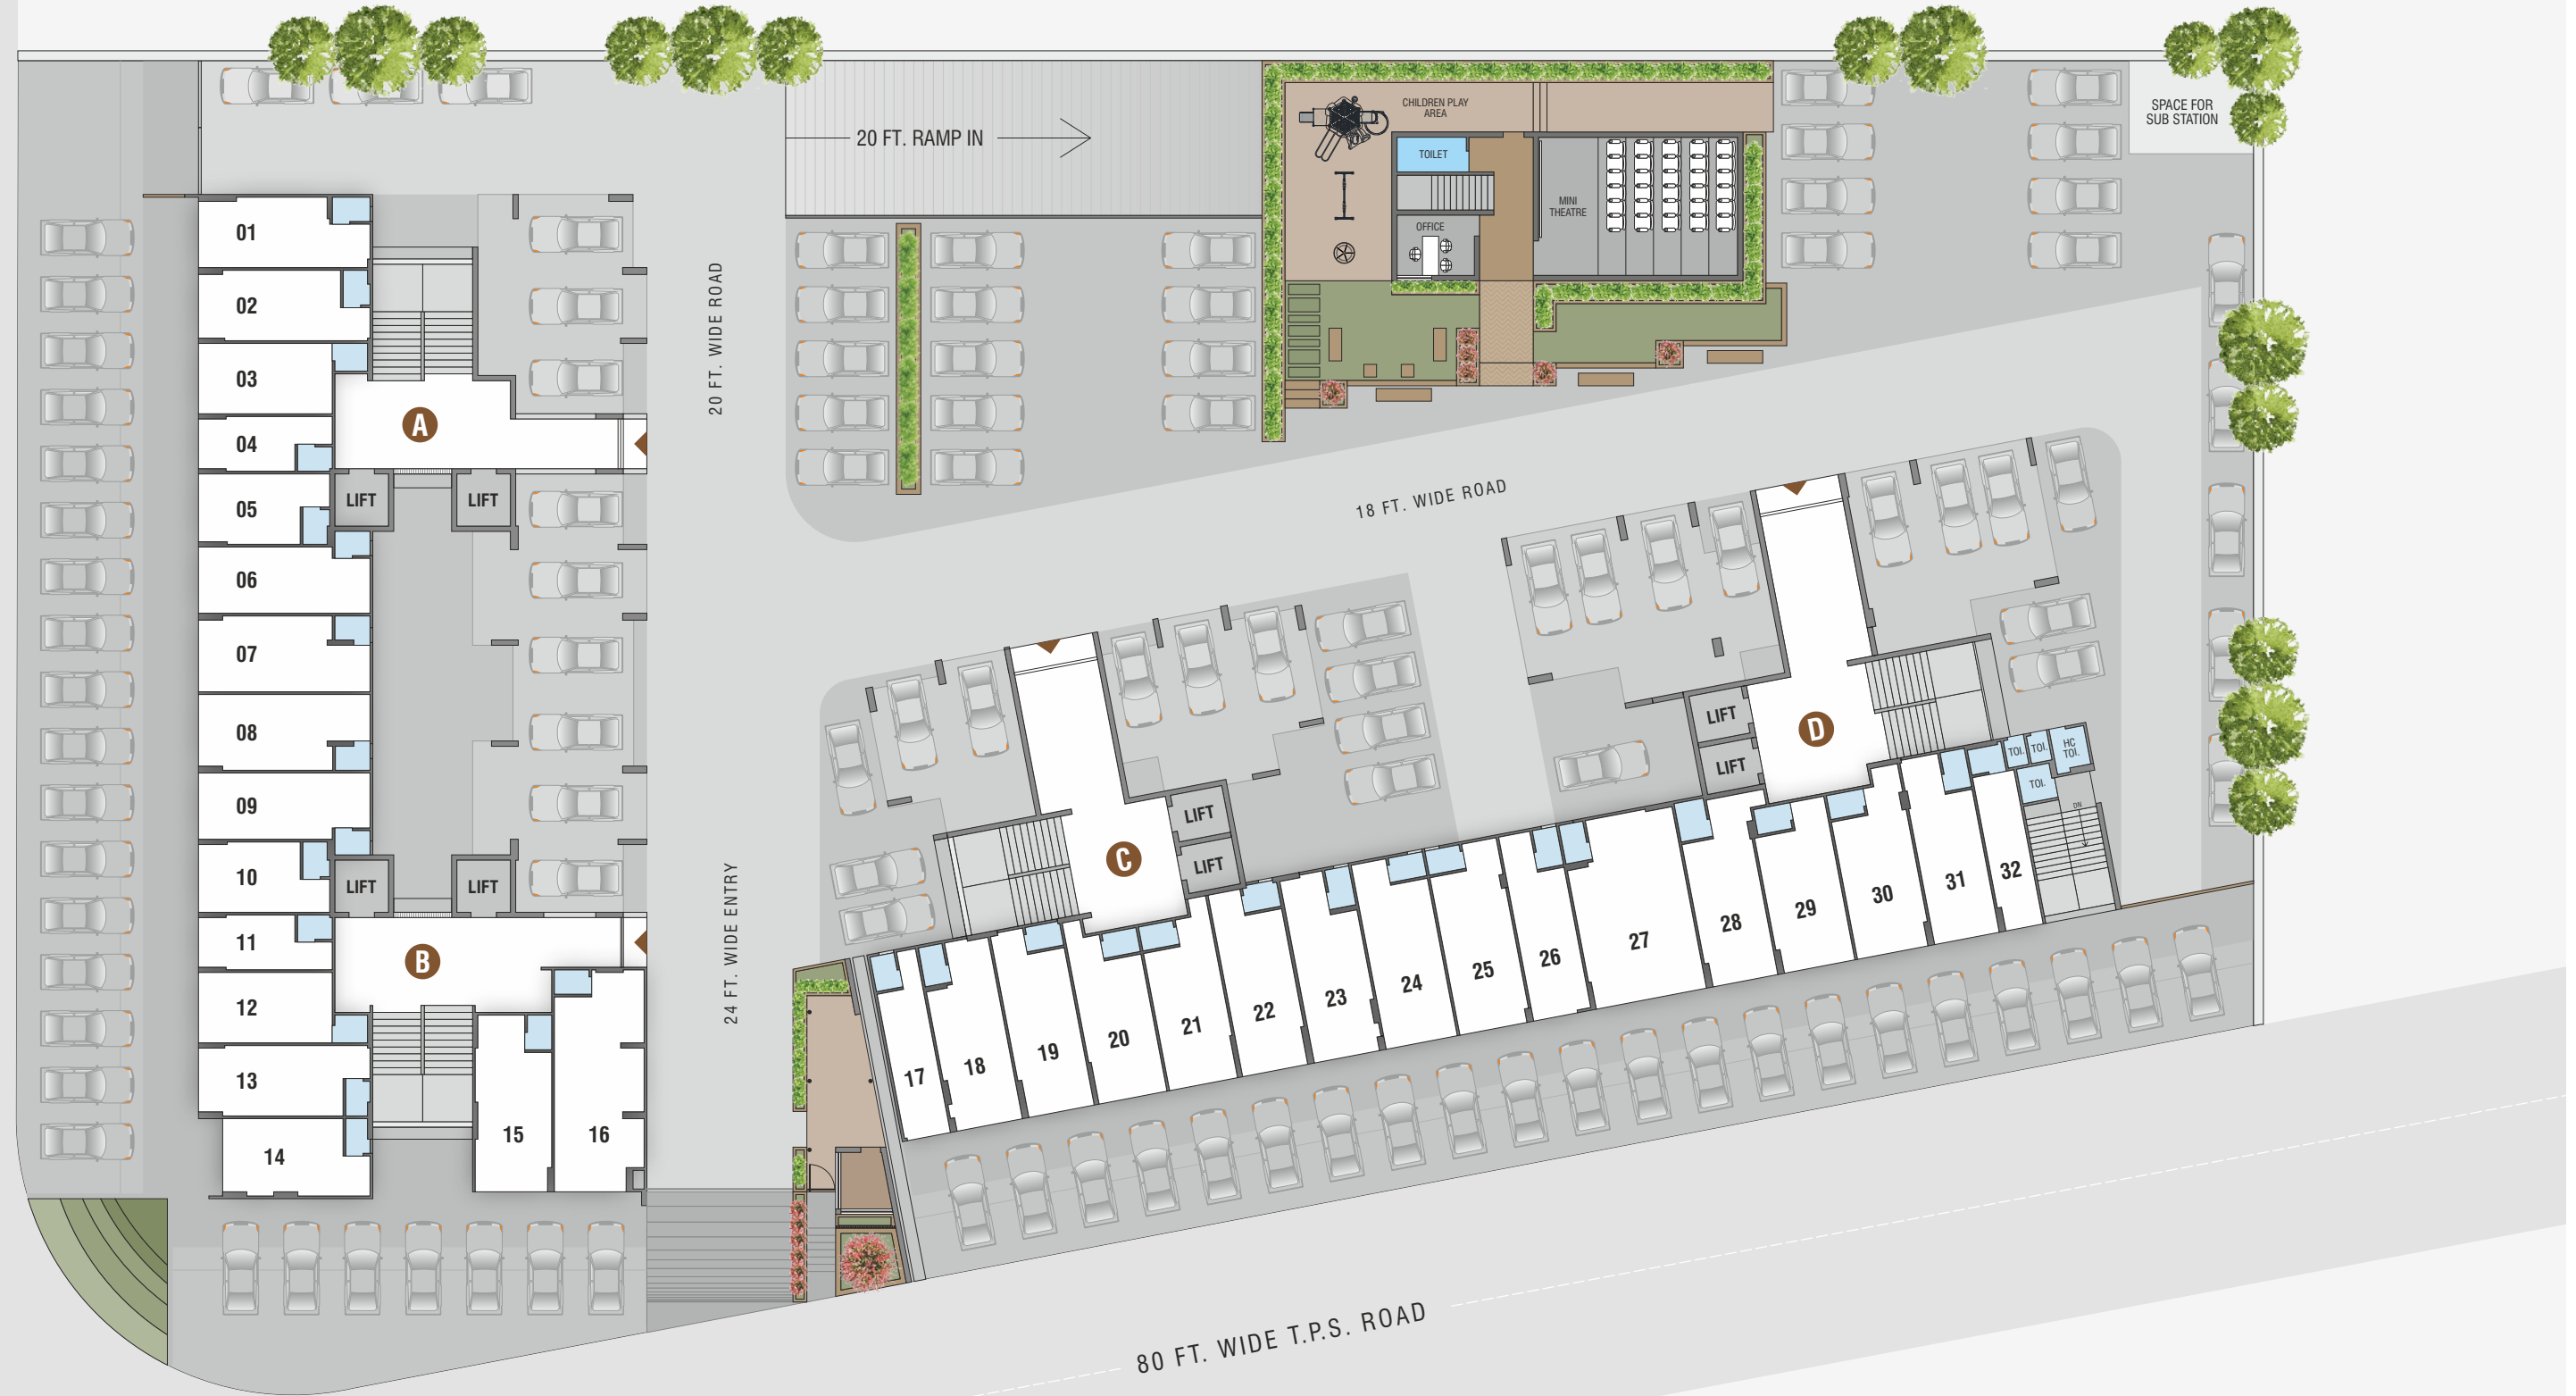 20 FT. RAMP IN
CHILDREN PLAY
AREA
TOILET
OFFICE
MINI
THEATRE
SPACE FOR
SUB STATION
20 FT. WIDE ROAD
18 FT. WIDE ROAD
24 FT. WIDE ENTRY
80 FT. WIDE T.P.S. ROAD
01
02
03
04
05
06
07
08
09
10
11
12
13
14
15
16
A
LIFT
LIFT
LIFT
LIFT
B
C
LIFT
LIFT
D
LIFT
LIFT
TOI.
TOI.
HC
TOI.
TOI.
DN
17
18
19
20
21
22
23
24
25
26
27
28
29
30
31
32